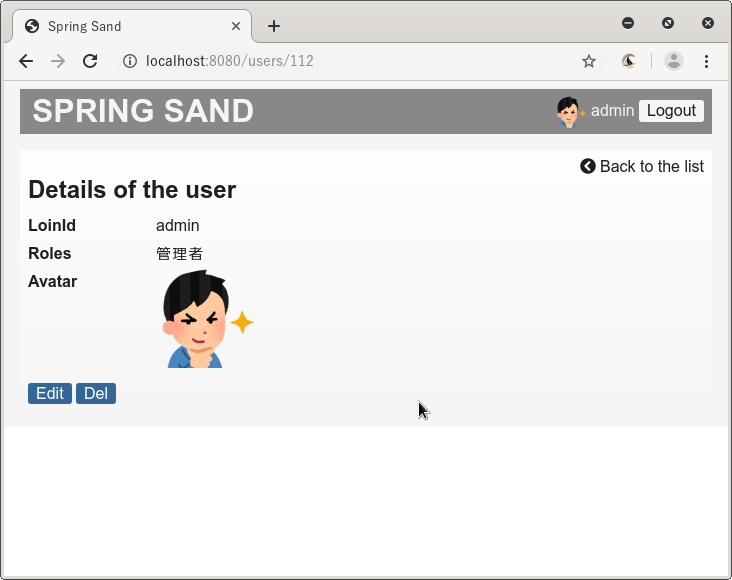 Spring Sand
localhost:8080/users/112
SPRING SAND
admin Logout
Back to the list
Details of the user
LoinId admin
Roles 管理者
Avatar
Edit Del